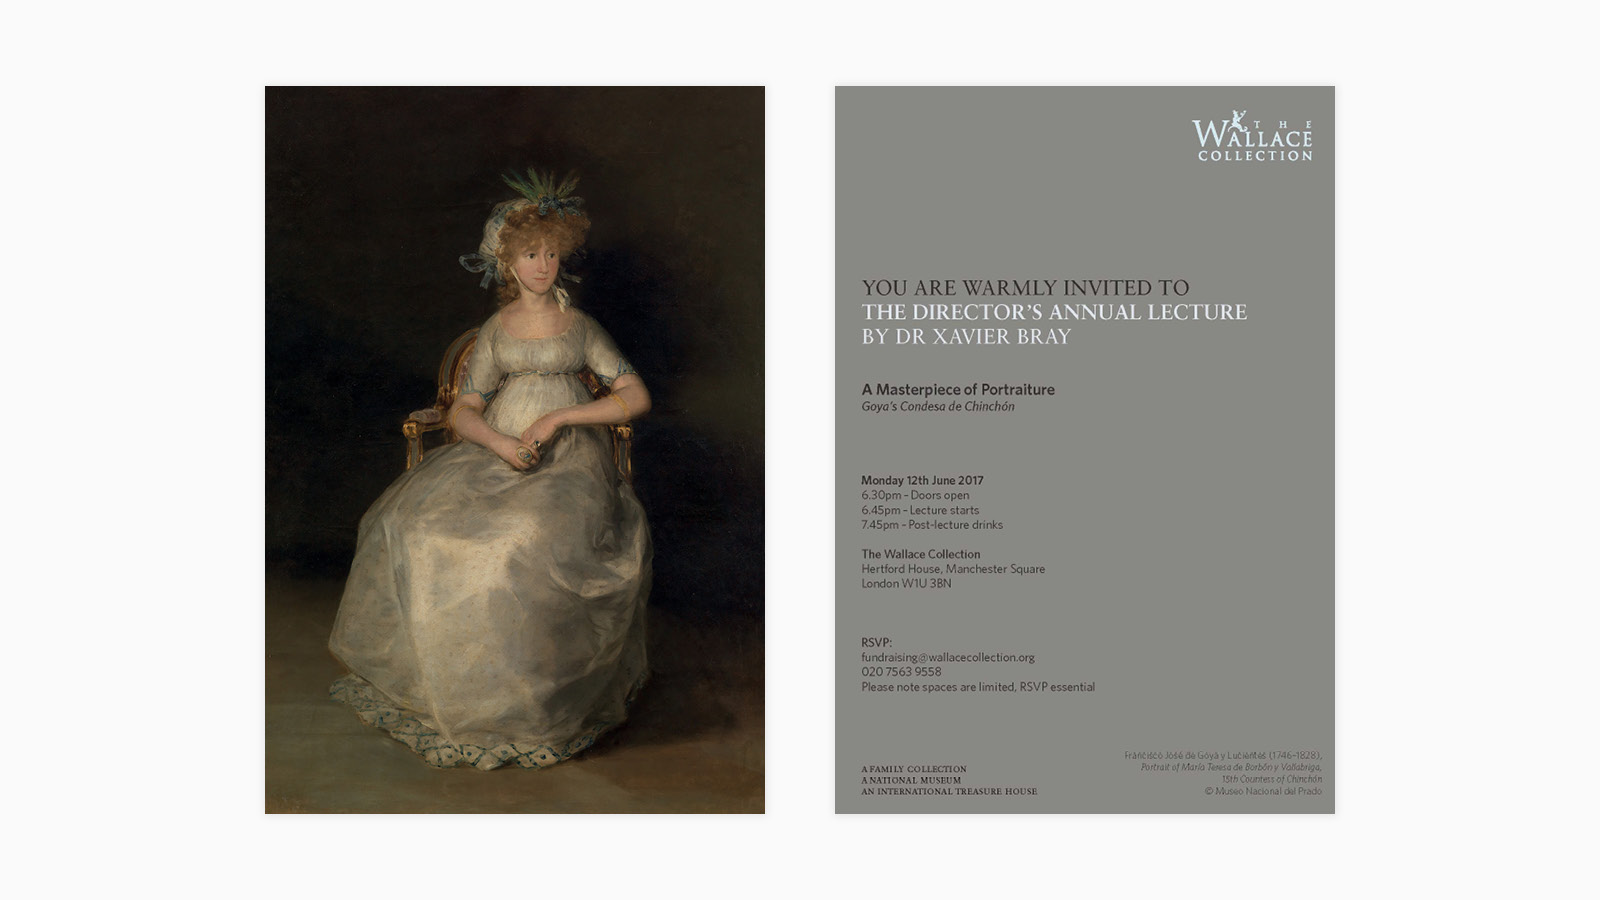 THE
WALLACE
COLLECTION
YOU ARE WARMLY INVITED TO
THE DIRECTOR'S ANNUAL LECTURE
BY DR XAVIER BRAY
A Masterpiece of Portraiture
Goya's Condesa de Chinchón
Monday 12th June 2017
6.30pm – Doors open
6.45pm – Lecture starts
7.45pm – Post-lecture drinks
The Wallace Collection
Hertford House, Manchester Square
London W1U 3BN
RSVP:
fundraising@wallacecollection.org
020 7563 9558
Please note spaces are limited, RSVP essential
A FAMILY COLLECTION
A NATIONAL MUSEUM
AN INTERNATIONAL TREASURE HOUSE
Francisco José de Goya y Lucientes (1746-1828),
Portrait of María Teresa de Borbón y Vallabriga,
15th Countess of Chinchón
© Museo Nacional del Prado